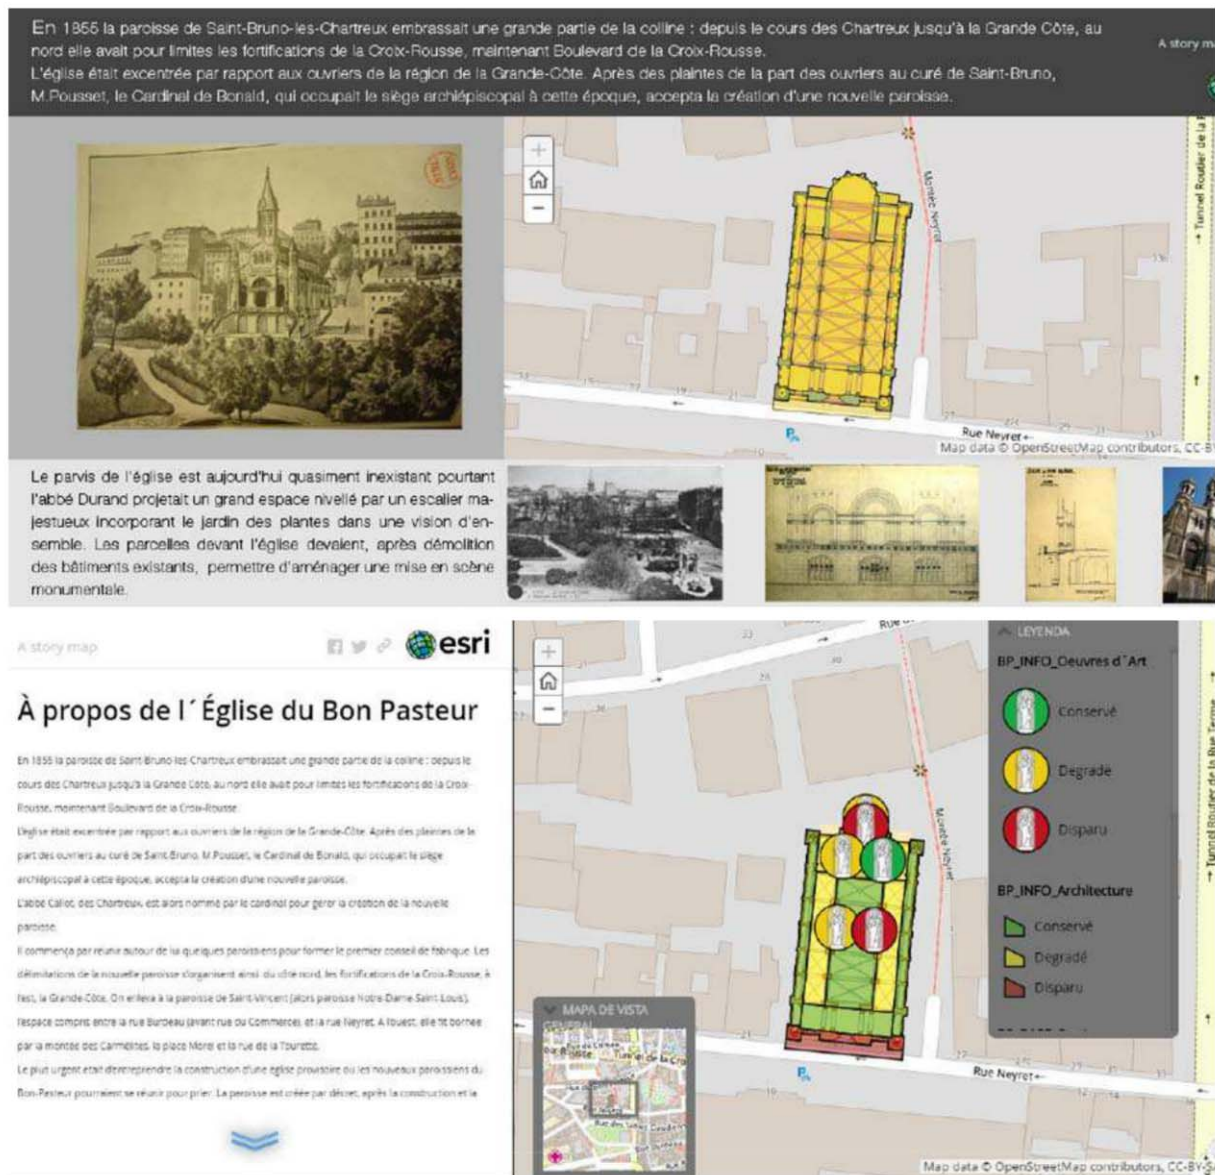 En 1855 la paroisse de Saint-Bruno-les-Chartreux embrassait une grande partie de la colline : depuis le cours des Chartreux jusqu'à la Grande Côte, au
nord elle avait pour limites les fortifications de la Croix-Rousse, maintenant Boulevard de la Croix-Rousse.
L'église était excentrée par rapport aux ouvriers de la région de la Grande-Côte. Après des plaintes de la part des ouvriers au curé de Saint-Bruno,
M.Pousset, le Cardinal de Bonald, qui occupait le siège archiépiscopal à cette époque, accepta la création d'une nouvelle paroisse.
A story ma
+
−
Montée Neyret
→ Tunnel Routier de la R
Rue Neyret←
Map data © OpenStreetMap contributors, CC-BY
Le parvis de l'église est aujourd'hui quasiment inexistant pourtant
l'abbé Durand projetait un grand espace nivellé par un escalier ma-
jestueux incorporant le jardin des plantes dans une vision d'en-
semble. Les parcelles devant l'église devaient, après démolition
des bâtiments existants, permettre d'aménager une mise en scène
monumentale.
A story map
esri
À propos de l´Église du Bon Pasteur
En 1855 la paroisse de Saint-Bruno-les-Chartreux embrassait une grande partie de la colline : depuis le
cours des Chartreux jusqu'à la Grande Côte, au nord elle avait pour limites les fortifications de la Croix-
Rousse, maintenant Boulevard de la Croix-Rousse.
L'église était excentrée par rapport aux ouvriers de la région de la Grande-Côte. Après des plaintes de la
part des ouvriers au curé de Saint-Bruno, M.Pousset, le Cardinal de Bonald, qui occupait le siège
archiépiscopal à cette époque, accepta la création d'une nouvelle paroisse.
L'abbé Callot, des Chartreux, est alors nommé par le cardinal pour gérer la création de la nouvelle
paroisse.
Il commença par réunir autour de lui quelques paroissiens pour former le premier conseil de fabrique. Les
délimitations de la nouvelle paroisse s'organisent ainsi: du côté nord, les fortifications de la Croix-Rousse, à
l'est, la Grande-Côte. On enleva à la paroisse de Saint-Vincent (alors paroisse Notre-Dame-Saint-Louis),
l'espace compris entre la rue Burdeau (avant rue du Commerce), et la rue Neyret. A l'ouest, elle fit bornée
par la montée des Carmélites, la place Morel et la rue de la Tourette.
Le plus urgent était d'entreprendre la construction d'une église provisoire où les nouveaux paroissiens du
Bon-Pasteur pourraient se réunir pour prier. La paroisse est créée par décret, après la construction et la
+
−
33
30
28
Montée Neyret
LEYENDA
BP_INFO_Oeuvres d´Art
Conservé
Degradé
Disparu
BP_INFO_Architecture
Conservé
Degradé
Disparu
→ Tunnel Routier de la Rue Terme
MAPA DE VISTA
GENERAL
21
Rue Neyret←
Map data © OpenStreetMap contributors, CC-BY-S